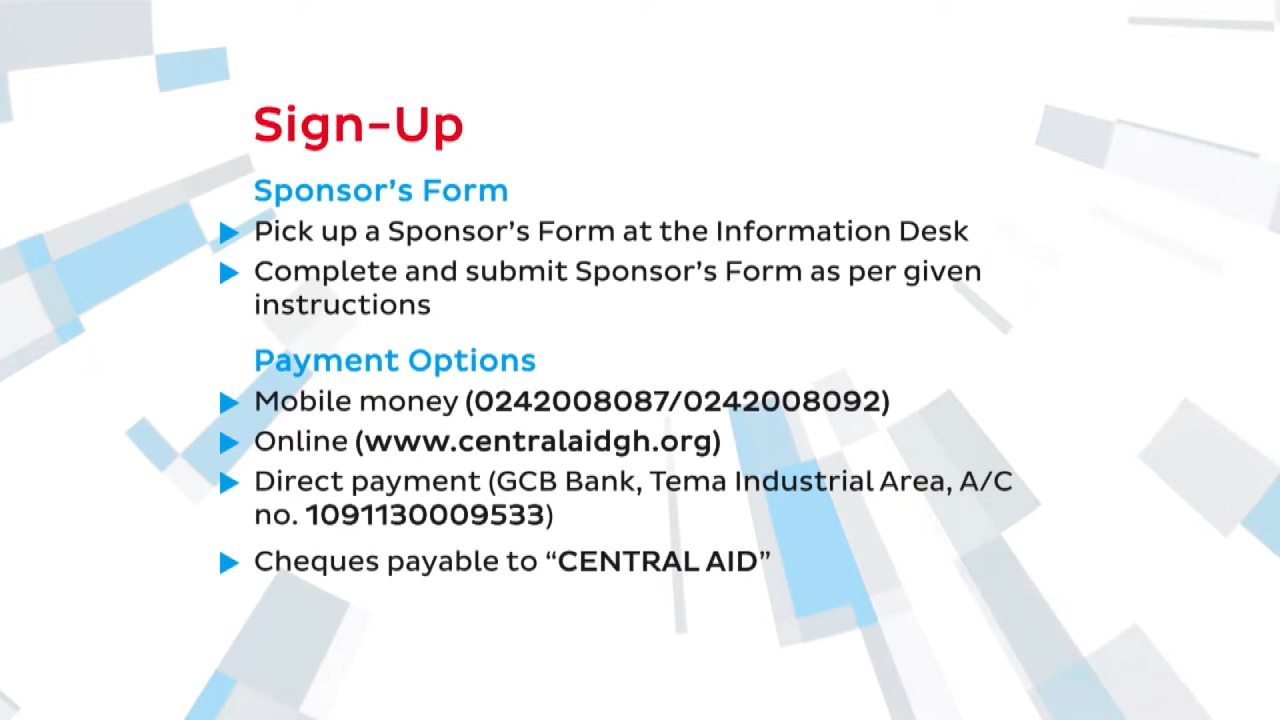 Sign-Up
Sponsor's Form
▶ Pick up a Sponsor's Form at the Information Desk
▶ Complete and submit Sponsor's Form as per given
instructions
Payment Options
▶ Mobile money (0242008087/0242008092)
▶ Online (www.centralaidgh.org)
▶ Direct payment (GCB Bank, Tema Industrial Area, A/C
no. 1091130009533)
▶ Cheques payable to “CENTRAL AID”